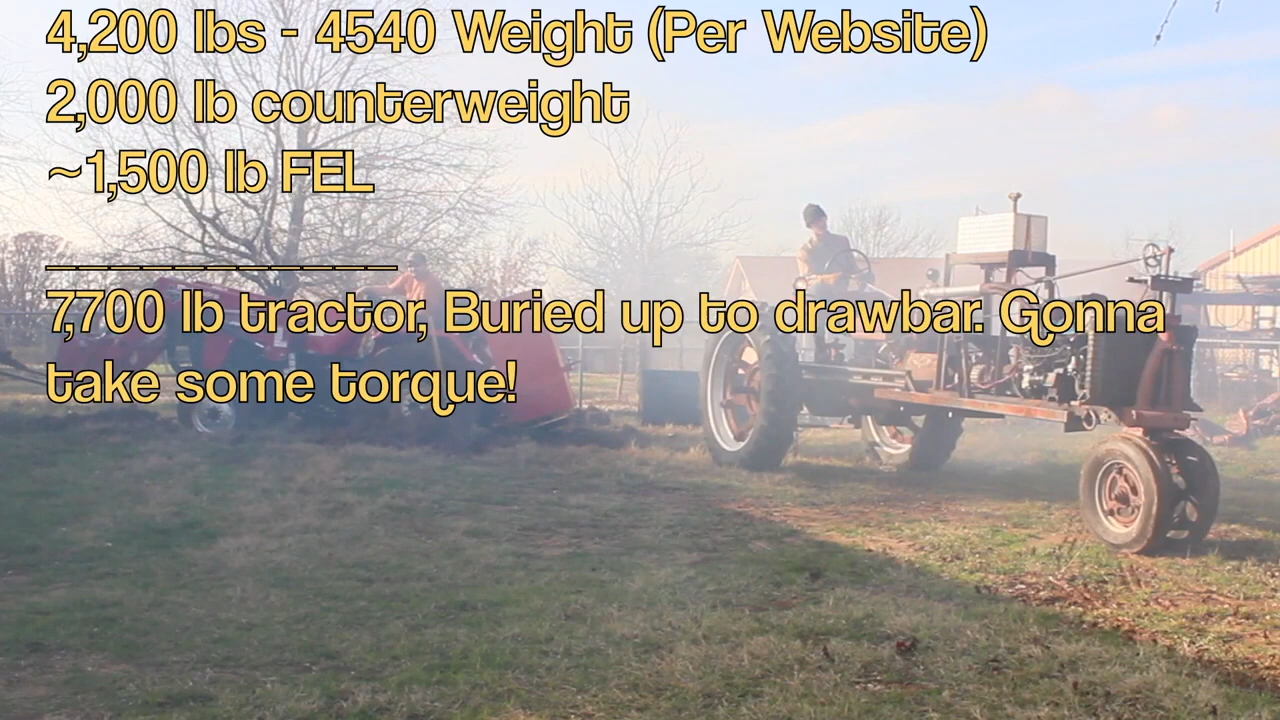 4,200 lbs - 4540 Weight (Per Website)
2,000 lb counterweight
~1,500 lb FEL
___________
7,700 lb tractor, Buried up to drawbar. Gonna
take some torque!